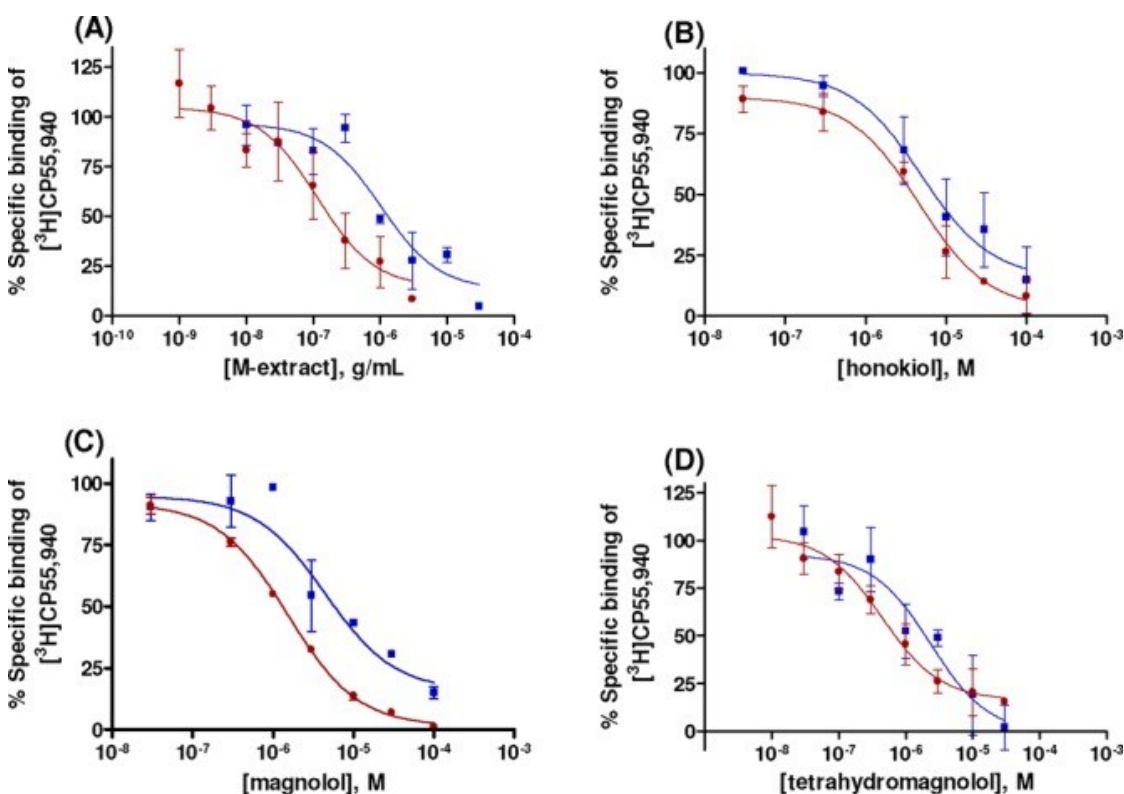 (A)
% Specific binding of
[³H]CP55,940
125
100
75
50
25
0
10⁻¹⁰ 10⁻⁹ 10⁻⁸ 10⁻⁷ 10⁻⁶ 10⁻⁵ 10⁻⁴
[M-extract], g/mL
(B)
% Specific binding of
[³H]CP55,940
100
75
50
25
0
10⁻⁸ 10⁻⁷ 10⁻⁶ 10⁻⁵ 10⁻⁴ 10⁻³
[honokiol], M
(C)
% Specific binding of
[³H]CP55,940
100
75
50
25
0
10⁻⁸ 10⁻⁷ 10⁻⁶ 10⁻⁵ 10⁻⁴ 10⁻³
[magnolol], M
(D)
% Specific binding of
[³H]CP55,940
125
100
75
50
25
0
10⁻⁸ 10⁻⁷ 10⁻⁶ 10⁻⁵ 10⁻⁴ 10⁻³
[tetrahydromagnolol], M